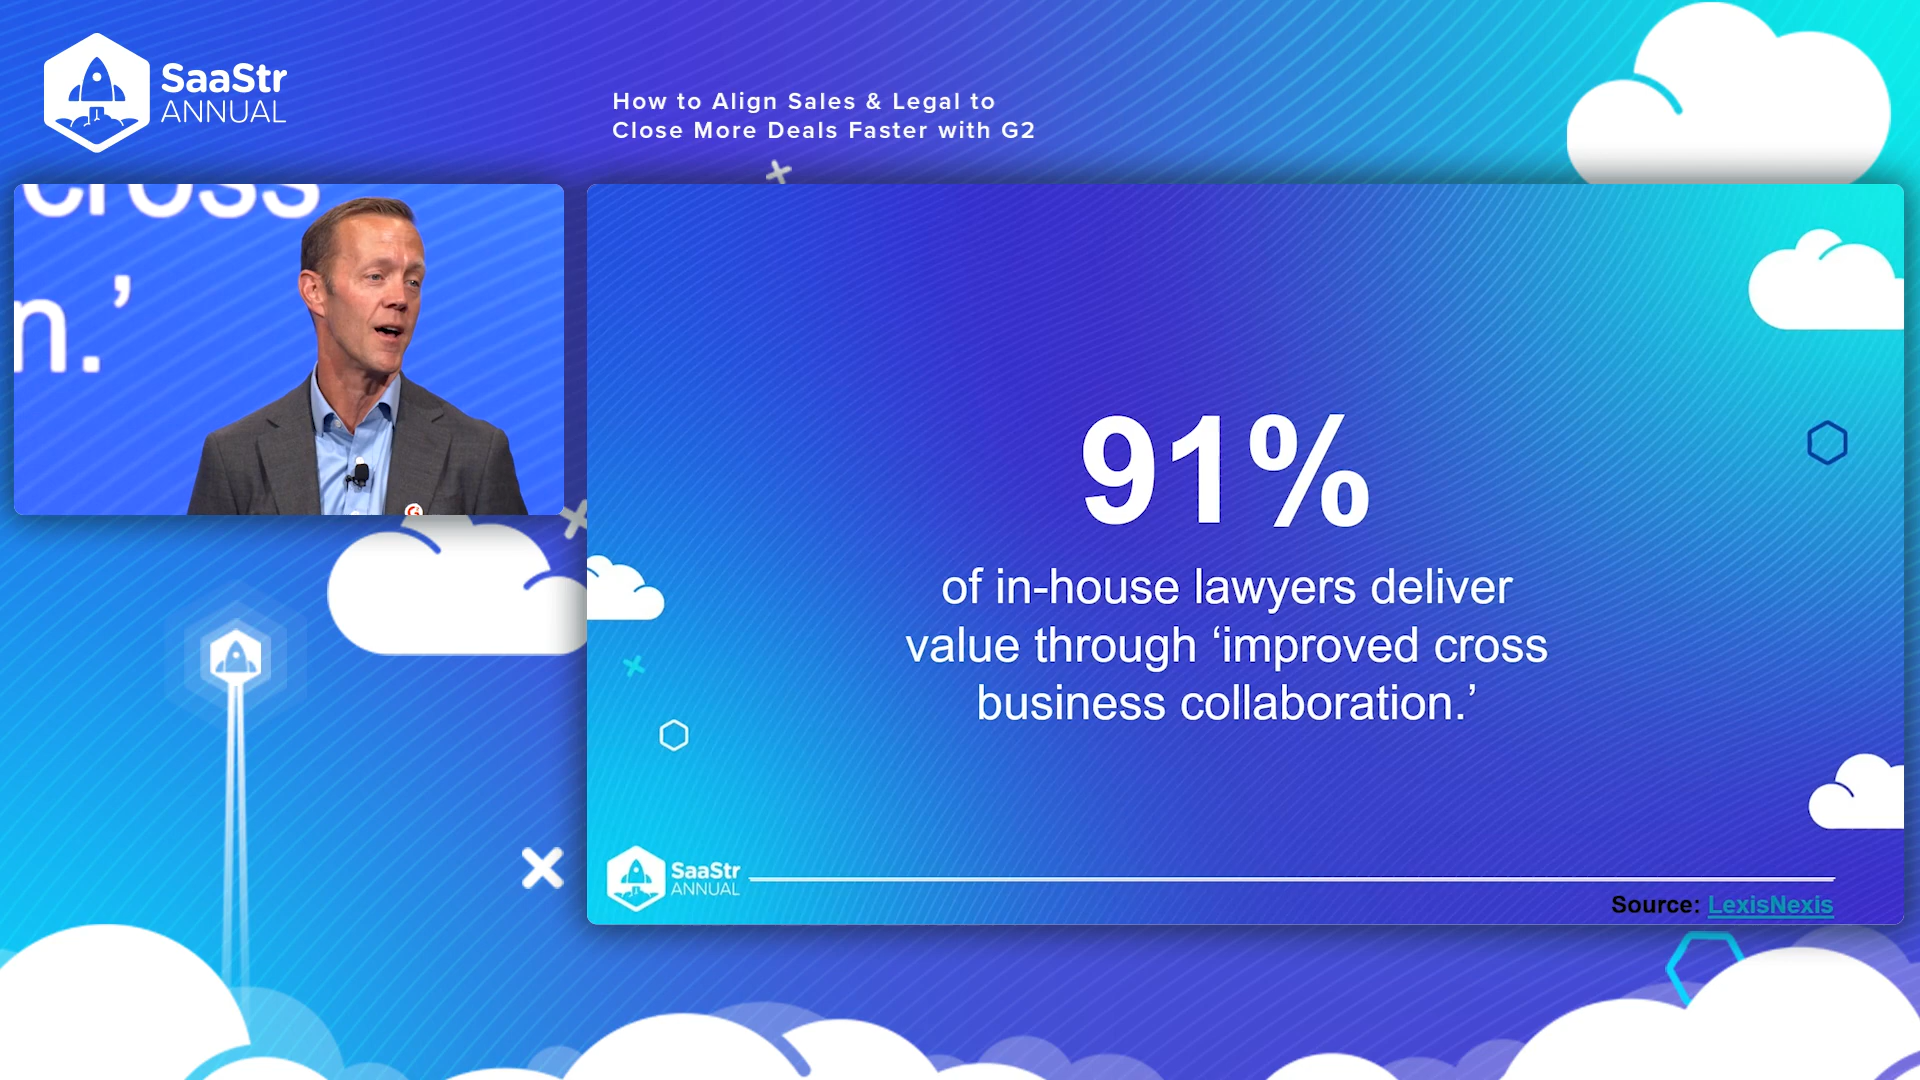 SaaStr
ANNUAL
How to Align Sales & Legal to
Close More Deals Faster with G2
cross
n.’
91%
of in-house lawyers deliver
value through ‘improved cross
business collaboration.’
SaaStr
ANNUAL
Source: LexisNexis